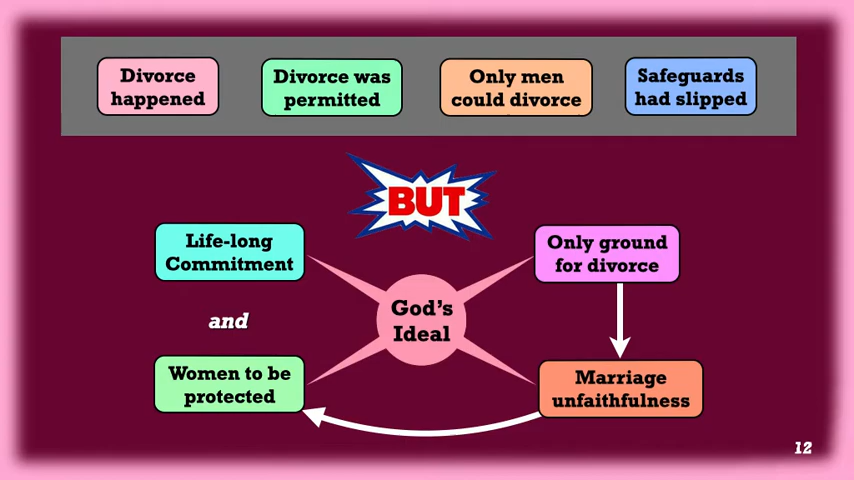 Divorce
happened
Divorce was
permitted
Only men
could divorce
Safeguards
had slipped
BUT
Life-long
Commitment
Only ground
for divorce
God's
Ideal
and
Women to be
protected
Marriage
unfaithfulness
12